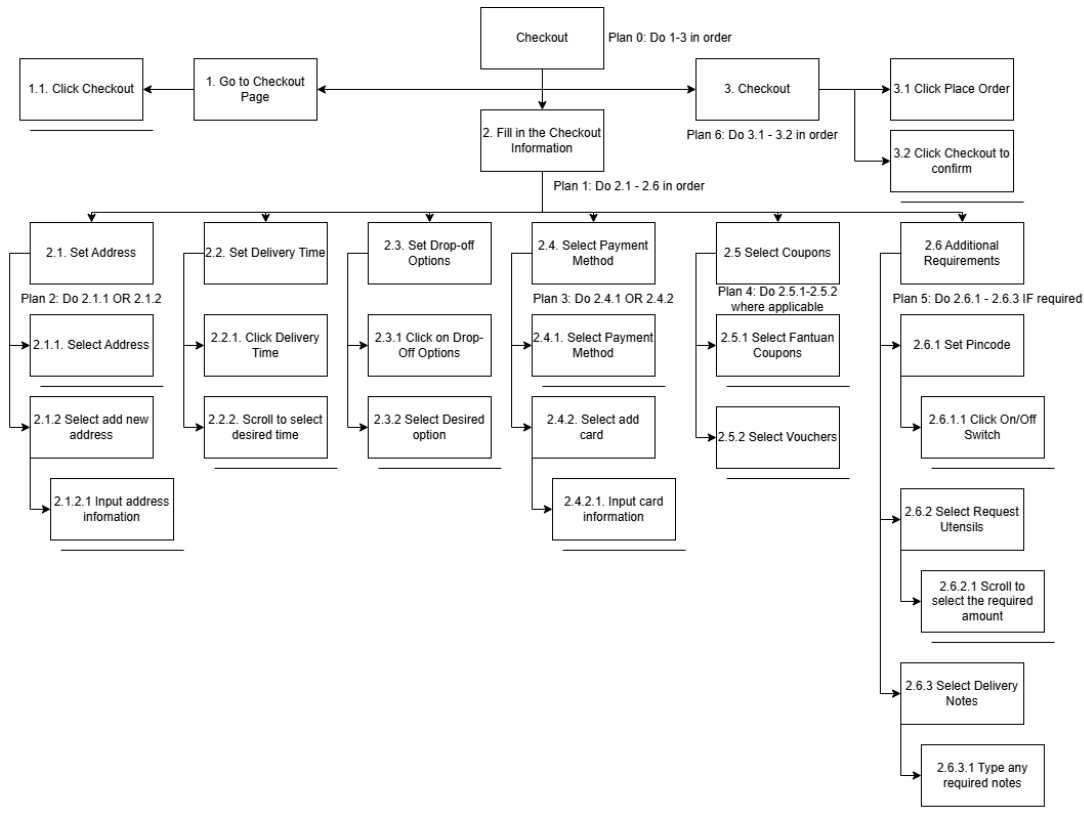 Checkout
Plan 0: Do 1-3 in order
1.1. Click Checkout
1. Go to Checkout
Page
3. Checkout
3.1 Click Place Order
2. Fill in the Checkout
Information
Plan 6: Do 3.1 - 3.2 in order
3.2 Click Checkout to
confirm
Plan 1: Do 2.1 - 2.6 in order
2.1. Set Address
2.2. Set Delivery Time
2.3. Set Drop-off
Options
2.4. Select Payment
Method
2.5 Select Coupons
2.6 Additional
Requirements
Plan 2: Do 2.1.1 OR 2.1.2
Plan 3: Do 2.4.1 OR 2.4.2
Plan 4: Do 2.5.1-2.5.2
where applicable
Plan 5: Do 2.6.1 - 2.6.3 IF required
2.1.1. Select Address
2.2.1. Click Delivery
Time
2.3.1 Click on Drop-
Off Options
2.4.1. Select Payment
Method
2.5.1 Select Fantuan
Coupons
2.6.1 Set Pincode
2.1.2 Select add new
address
2.2.2. Scroll to select
desired time
2.3.2 Select Desired
option
2.4.2. Select add
card
2.5.2 Select Vouchers
2.6.1.1 Click On/Off
Switch
2.1.2.1 Input address
infomation
2.4.2.1. Input card
information
2.6.2 Select Request
Utensils
2.6.2.1 Scroll to
select the required
amount
2.6.3 Select Delivery
Notes
2.6.3.1 Type any
required notes